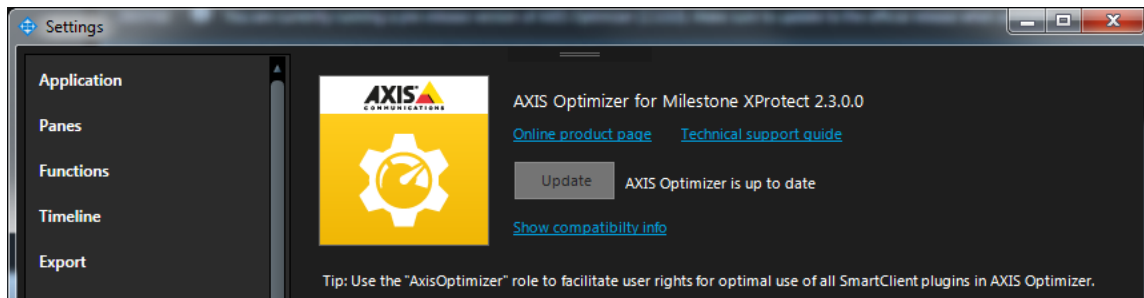 Settings
Application
Panes
Functions
Timeline
Export
AXIS
COMMUNICATIONS
AXIS Optimizer for Milestone XProtect 2.3.0.0
Online product page Technical support guide
Update AXIS Optimizer is up to date
Show compatibilty info
Tip: Use the "AxisOptimizer" role to facilitate user rights for optimal use of all SmartClient plugins in AXIS Optimizer.